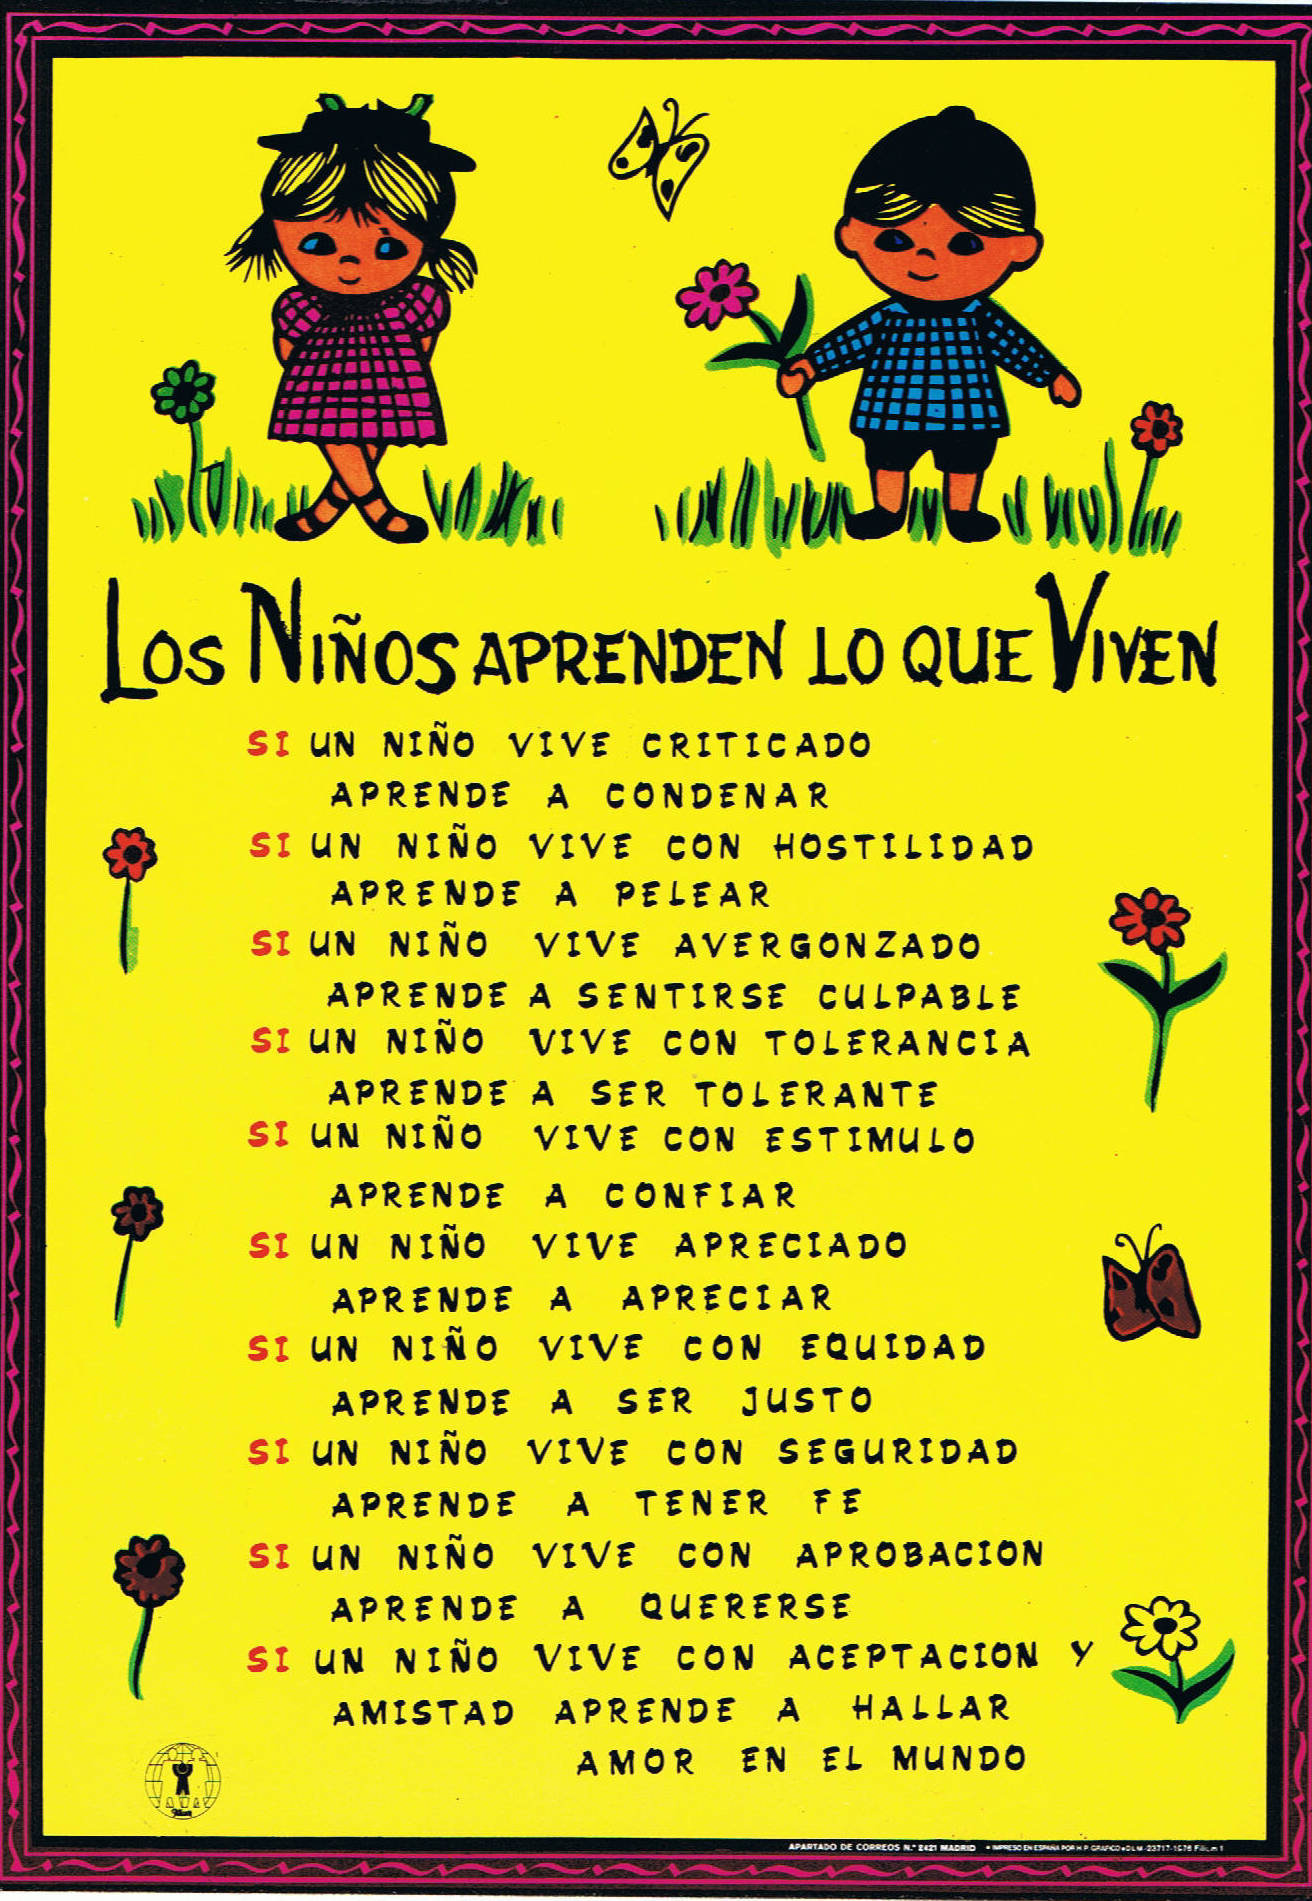 LOS NIÑOS APRENDEN LO QUE VIVEN
SI UN NIÑO VIVE CRITICADO
APRENDE A CONDENAR
SI UN NIÑO VIVE CON HOSTILIDAD
APRENDE A PELEAR
SI UN NIÑO VIVE AVERGONZADO
APRENDE A SENTIRSE CULPABLE
SI UN NIÑO VIVE CON TOLERANCIA
APRENDE A SER TOLERANTE
SI UN NIÑO VIVE CON ESTIMULO
APRENDE A CONFIAR
SI UN NIÑO VIVE APRECIADO
APRENDE A APRECIAR
SI UN NIÑO VIVE CON EQUIDAD
APRENDE A SER JUSTO
SI UN NIÑO VIVE CON SEGURIDAD
APRENDE A TENER FE
SI UN NIÑO VIVE CON APROBACION
APRENDE A QUERERSE
SI UN NIÑO VIVE CON ACEPTACION Y
AMISTAD APRENDE A HALLAR
AMOR EN EL MUNDO
APARTADO DE CORREOS N.º 2421 MADRID • IMPRESO EN ESPAÑA POR H.P. GRAFICO